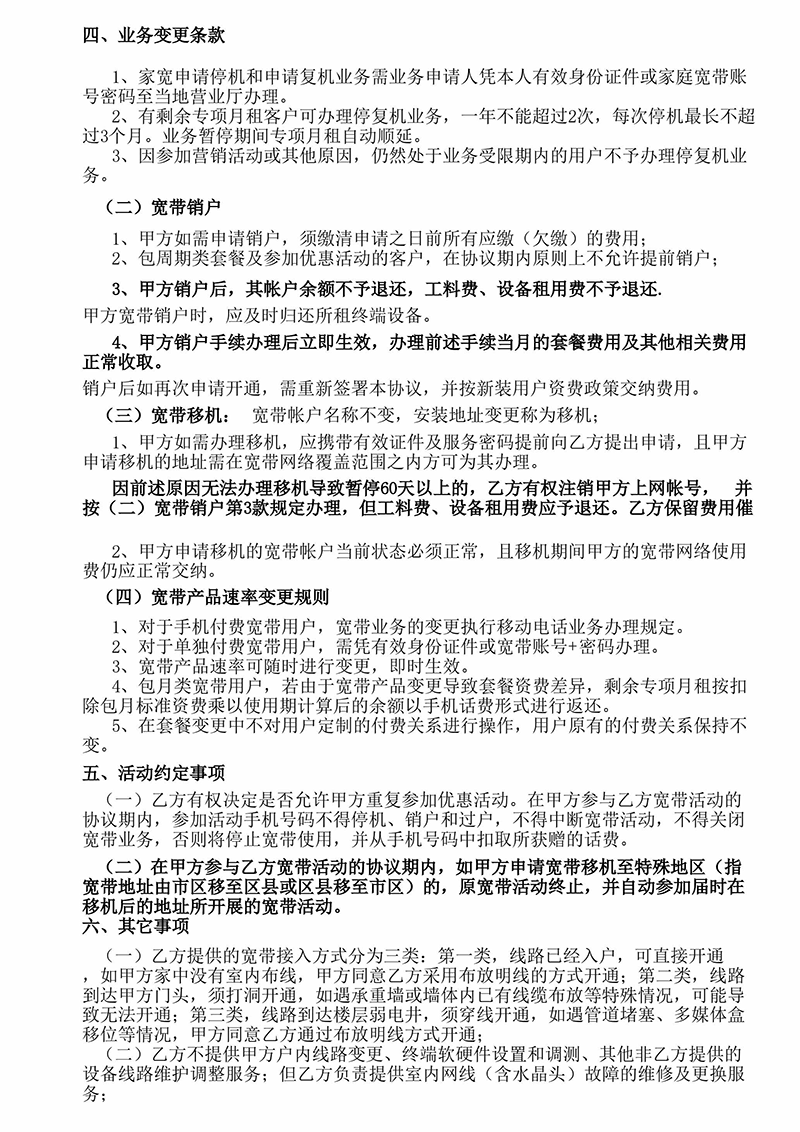 四、业务变更条款
1、家宽申请停机和申请复机业务需业务申请人凭本人有效身份证件或家庭宽带账
号密码至当地营业厅办理。
2、有剩余专项月租客户可办理停复机业务，一年不能超过2次，每次停机最长不超
过3个月。业务暂停期间专项月租自动顺延。
3、因参加营销活动或其他原因，仍然处于业务受限期内的用户不予办理停复机业
务。
（二）宽带销户
1、甲方如需申请销户，须缴清申请之日前所有应缴（欠缴）的费用；
2、包周期类套餐及参加优惠活动的客户，在协议期内原则上不允许提前销户；
3、甲方销户后，其帐户余额不予退还，工料费、设备租用费不予退还.
甲方宽带销户时，应及时归还所租终端设备。
4、甲方销户手续办理后立即生效，办理前述手续当月的套餐费用及其他相关费用
正常收取。
销户后如再次申请开通，需重新签署本协议，并按新装用户资费政策交纳费用。
（三）宽带移机： 宽带帐户名称不变，安装地址变更称为移机；
1、甲方如需办理移机，应携带有效证件及服务密码提前向乙方提出申请，且甲方
申请移机的地址需在宽带网络覆盖范围之内方可为其办理。
因前述原因无法办理移机导致暂停60天以上的，乙方有权注销甲方上网帐号， 并
按（二）宽带销户第3款规定办理，但工料费、设备租用费应予退还。乙方保留费用催
2、甲方申请移机的宽带帐户当前状态必须正常，且移机期间甲方的宽带网络使用
费仍应正常交纳。
（四）宽带产品速率变更规则
1、对于手机付费宽带用户，宽带业务的变更执行移动电话业务办理规定。
2、对于单独付费宽带用户，需凭有效身份证件或宽带账号+密码办理。
3、宽带产品速率可随时进行变更，即时生效。
4、包月类宽带用户，若由于宽带产品变更导致套餐资费差异，剩余专项月租按扣
除包月标准资费乘以使用期计算后的余额以手机话费形式进行返还。
5、在套餐变更中不对用户定制的付费关系进行操作，用户原有的付费关系保持不
变。
五、活动约定事项
（一）乙方有权决定是否允许甲方重复参加优惠活动。在甲方参与乙方宽带活动的
协议期内，参加活动手机号码不得停机、销户和过户，不得中断宽带活动，不得关闭
宽带业务，否则将停止宽带使用，并从手机号码中扣取所获赠的话费。
（二）在甲方参与乙方宽带活动的协议期内，如甲方申请宽带移机至特殊地区（指
宽带地址由市区移至区县或区县移至市区）的，原宽带活动终止，并自动参加届时在
移机后的地址所开展的宽带活动。
六、其它事项
（一）乙方提供的宽带接入方式分为三类：第一类，线路已经入户，可直接开通
，如甲方家中没有室内布线，甲方同意乙方采用布放明线的方式开通；第二类，线路
到达甲方门头，须打洞开通，如遇承重墙或墙体内已有线缆布放等特殊情况，可能导
致无法开通；第三类，线路到达楼层弱电井，须穿线开通，如遇管道堵塞、多媒体盒
移位等情况，甲方同意乙方通过布放明线方式开通；
（二）乙方不提供甲方户内线路变更、终端软硬件设置和调测、其他非乙方提供的
设备线路维护调整服务；但乙方负责提供室内网线（含水晶头）故障的维修及更换服
务；